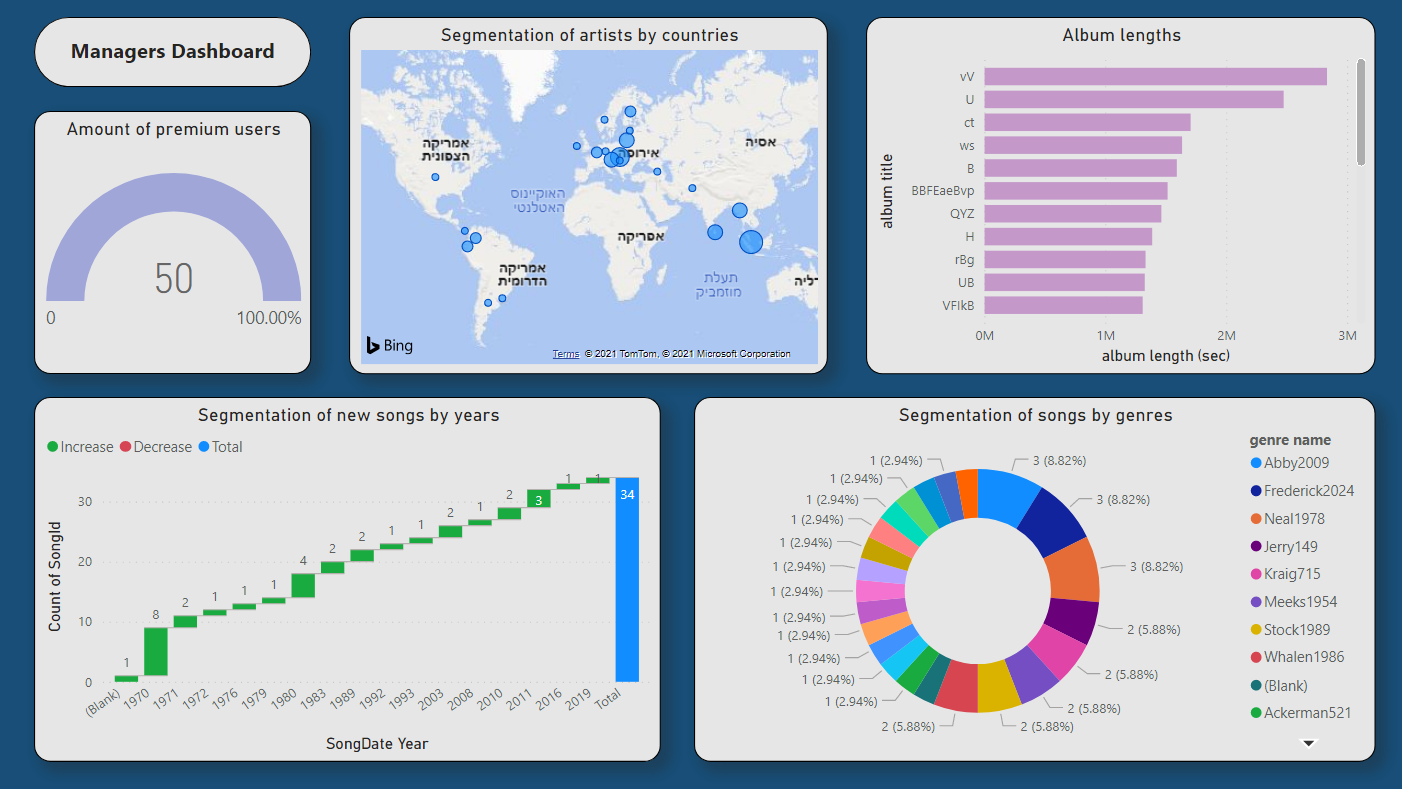 Managers Dashboard
Amount of premium users
50
0
100.00%
Segmentation of artists by countries
אמריקה
הצפונית
אירופה
אסיה
האוקיינוס
האטלנטי
אפריקה
אמריקה
הדרומית
תעלת
מוזמביק
Bing
Terms © 2021 TomTom, © 2021 Microsoft Corporation
Album lengths
album title
vV
U
ct
ws
B
BBFEaeBvp
QYZ
H
rBg
UB
VFIkB
0M 1M 2M 3M
album length (sec)
Segmentation of new songs by years
Increase Decrease Total
Count of SongId
30
20
10
0
1 8 2 1 1 1 4 2 2 1 1 2 1 2 3 1 1 34
(Blank) 1970 1971 1972 1976 1979 1980 1983 1989 1992 1993 2003 2008 2010 2011 2016 2019 Total
SongDate Year
Segmentation of songs by genres
3 (8.82%)
3 (8.82%)
3 (8.82%)
2 (5.88%)
2 (5.88%)
2 (5.88%)
2 (5.88%)
2 (5.88%)
1 (2.94%)
1 (2.94%)
1 (2.94%)
1 (2.94%)
1 (2.94%)
1 (2.94%)
1 (2.94%)
1 (2.94%)
1 (2.94%)
1 (2.94%)
1 (2.94%)
1 (2.94%)
genre name
Abby2009
Frederick2024
Neal1978
Jerry149
Kraig715
Meeks1954
Stock1989
Whalen1986
(Blank)
Ackerman521